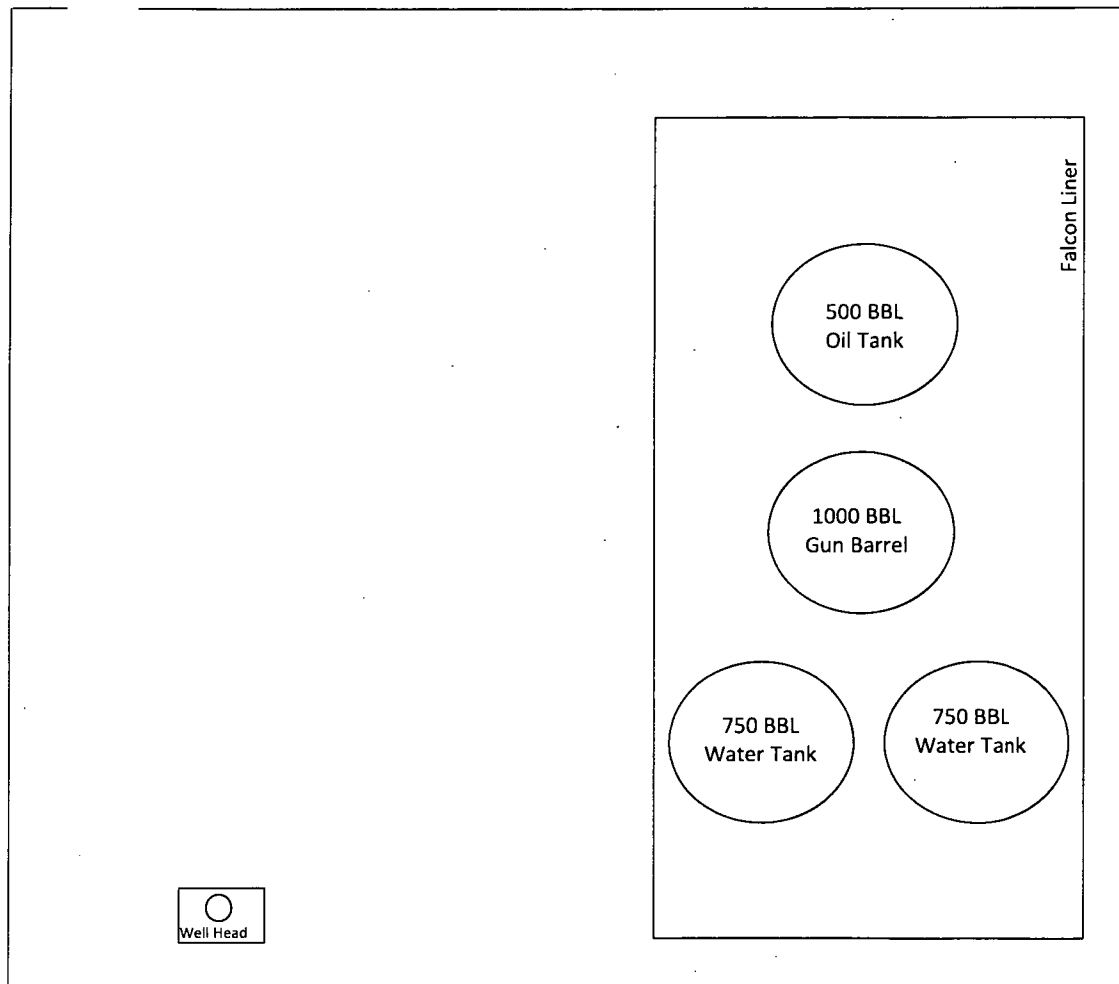 Falcon Liner
500 BBL
Oil Tank
1000 BBL
Gun Barrel
750 BBL
Water Tank
750 BBL
Water Tank
Well Head